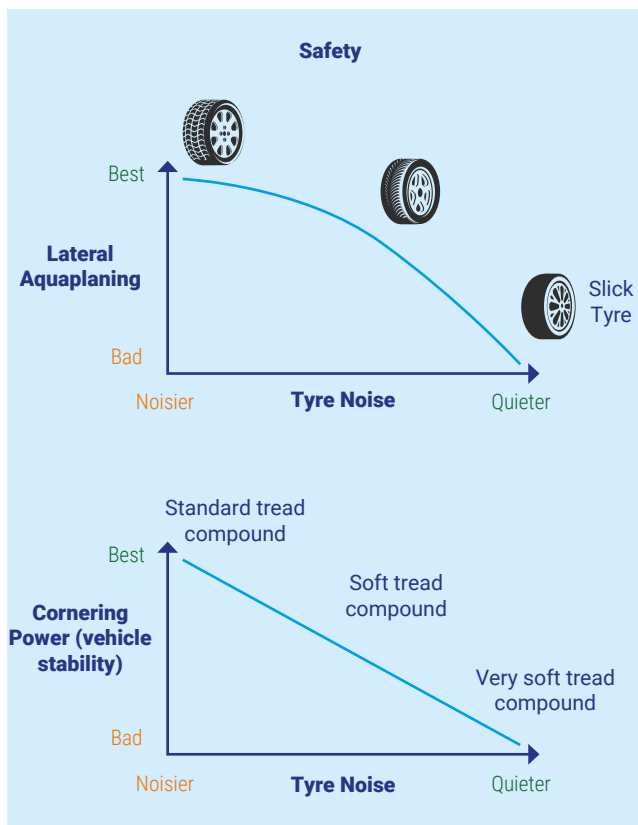 Safety
Best
Lateral
Aquaplaning
Slick
Tyre
Bad
Noisier
Tyre Noise
Quieter
Standard tread
compound
Best
Soft tread
compound
Cornering
Power (vehicle
stability)
Very soft tread
compound
Bad
Noisier
Tyre Noise
Quieter